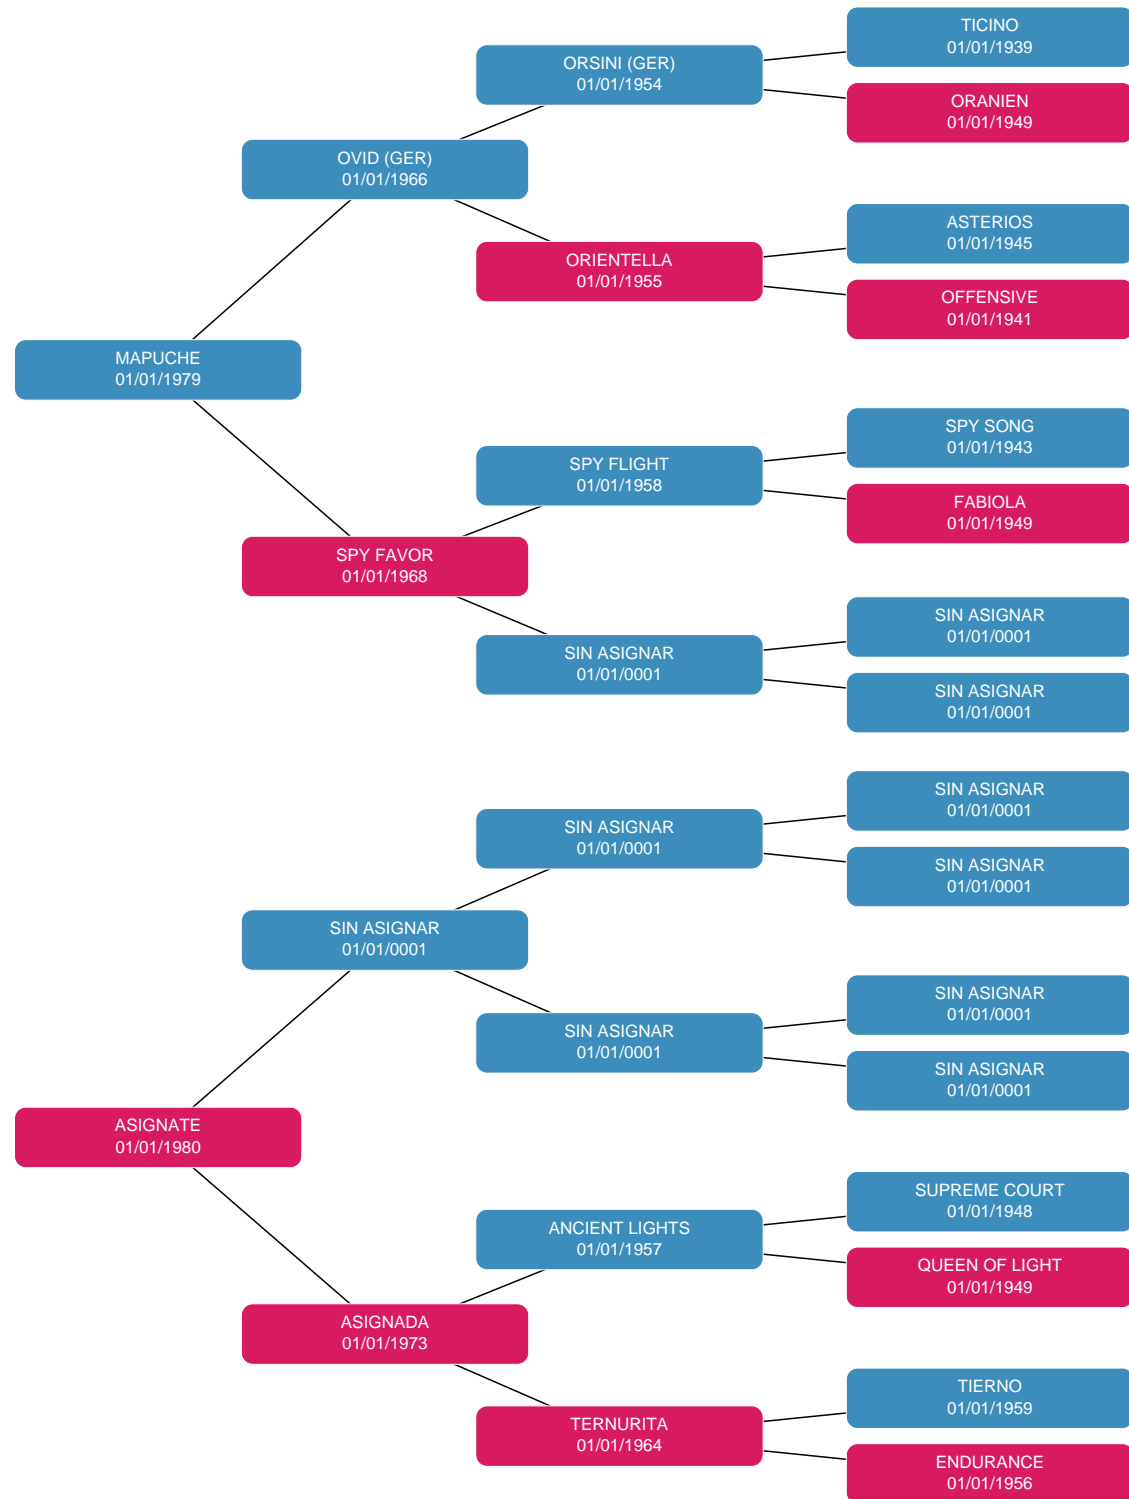 TICINO
01/01/1939
ORSINI (GER)
01/01/1954
ORANIEN
01/01/1949
OVID (GER)
01/01/1966
ASTERIOS
01/01/1945
ORIENTELLA
01/01/1955
OFFENSIVE
01/01/1941
MAPUCHE
01/01/1979
SPY SONG
01/01/1943
SPY FLIGHT
01/01/1958
FABIOLA
01/01/1949
SPY FAVOR
01/01/1968
SIN ASIGNAR
01/01/0001
SIN ASIGNAR
01/01/0001
SIN ASIGNAR
01/01/0001
SIN ASIGNAR
01/01/0001
SIN ASIGNAR
01/01/0001
SIN ASIGNAR
01/01/0001
SIN ASIGNAR
01/01/0001
SIN ASIGNAR
01/01/0001
SIN ASIGNAR
01/01/0001
SIN ASIGNAR
01/01/0001
ASIGNATE
01/01/1980
SUPREME COURT
01/01/1948
ANCIENT LIGHTS
01/01/1957
QUEEN OF LIGHT
01/01/1949
ASIGNADA
01/01/1973
TIERNO
01/01/1959
TERNURITA
01/01/1964
ENDURANCE
01/01/1956